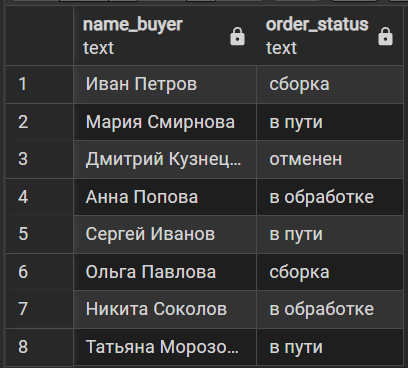 name_buyer order_status
text text
1 Иван Петров сборка
2 Мария Смирнова в пути
3 Дмитрий Кузнец... отменен
4 Анна Попова в обработке
5 Сергей Иванов в пути
6 Ольга Павлова сборка
7 Никита Соколов в обработке
8 Татьяна Морозо... в пути